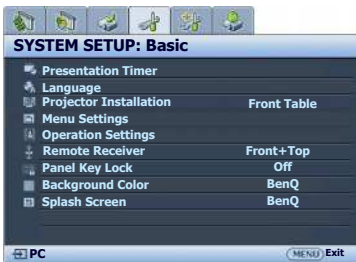 SYSTEM SETUP: Basic
Presentation Timer
Language
Projector Installation Front Table
Menu Settings
Operation Settings
Remote Receiver Front+Top
Panel Key Lock Off
Background Color BenQ
Splash Screen BenQ
PC MENU Exit